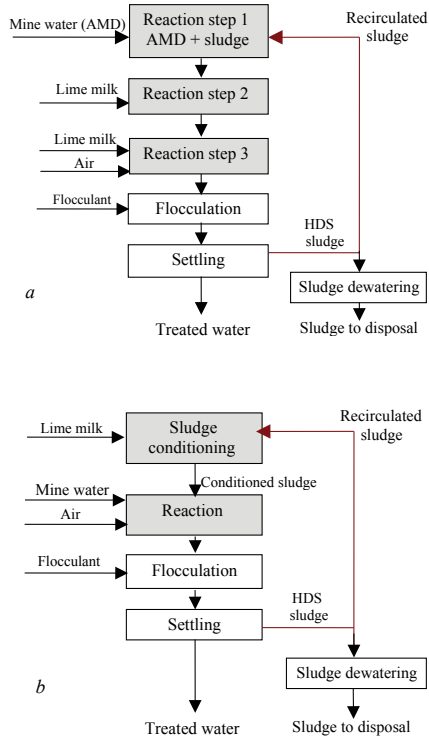 Mine water (AMD)
Reaction step 1
AMD + sludge
Recirculated
sludge
Lime milk
Reaction step 2
Lime milk
Air
Reaction step 3
Flocculant
Flocculation
HDS
sludge
Settling
Sludge dewatering
a
Treated water
Sludge to disposal
Recirculated
sludge
Lime milk
Sludge
conditioning
Conditioned sludge
Mine water
Air
Reaction
Flocculant
Flocculation
HDS
sludge
Settling
Sludge dewatering
b
Treated water
Sludge to disposal